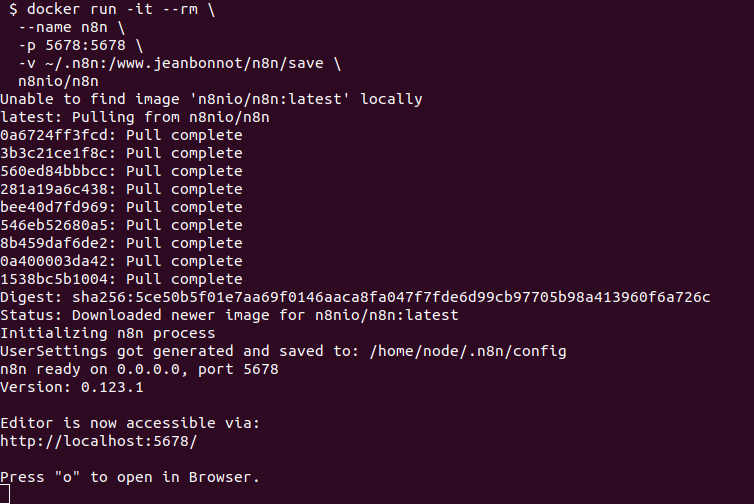 $ docker run -it --rm \
--name n8n \
-p 5678:5678 \
-v ~/.n8n:/www.jeanbonnot/n8n/save \
n8nio/n8n
Unable to find image 'n8nio/n8n:latest' locally
latest: Pulling from n8nio/n8n
0a6724ff3fcd: Pull complete
3b3c21ce1f8c: Pull complete
560ed84bbbcc: Pull complete
281a19a6c438: Pull complete
bee40d7fd969: Pull complete
546eb52680a5: Pull complete
8b459daf6de2: Pull complete
0a400003da42: Pull complete
1538bc5b1004: Pull complete
Digest: sha256:5ce50b5f01e7aa69f0146aaca8fa047f7fde6d99cb97705b98a413960f6a726c
Status: Downloaded newer image for n8nio/n8n:latest
Initializing n8n process
UserSettings got generated and saved to: /home/node/.n8n/config
n8n ready on 0.0.0.0, port 5678
Version: 0.123.1
Editor is now accessible via:
http://localhost:5678/
Press "o" to open in Browser.